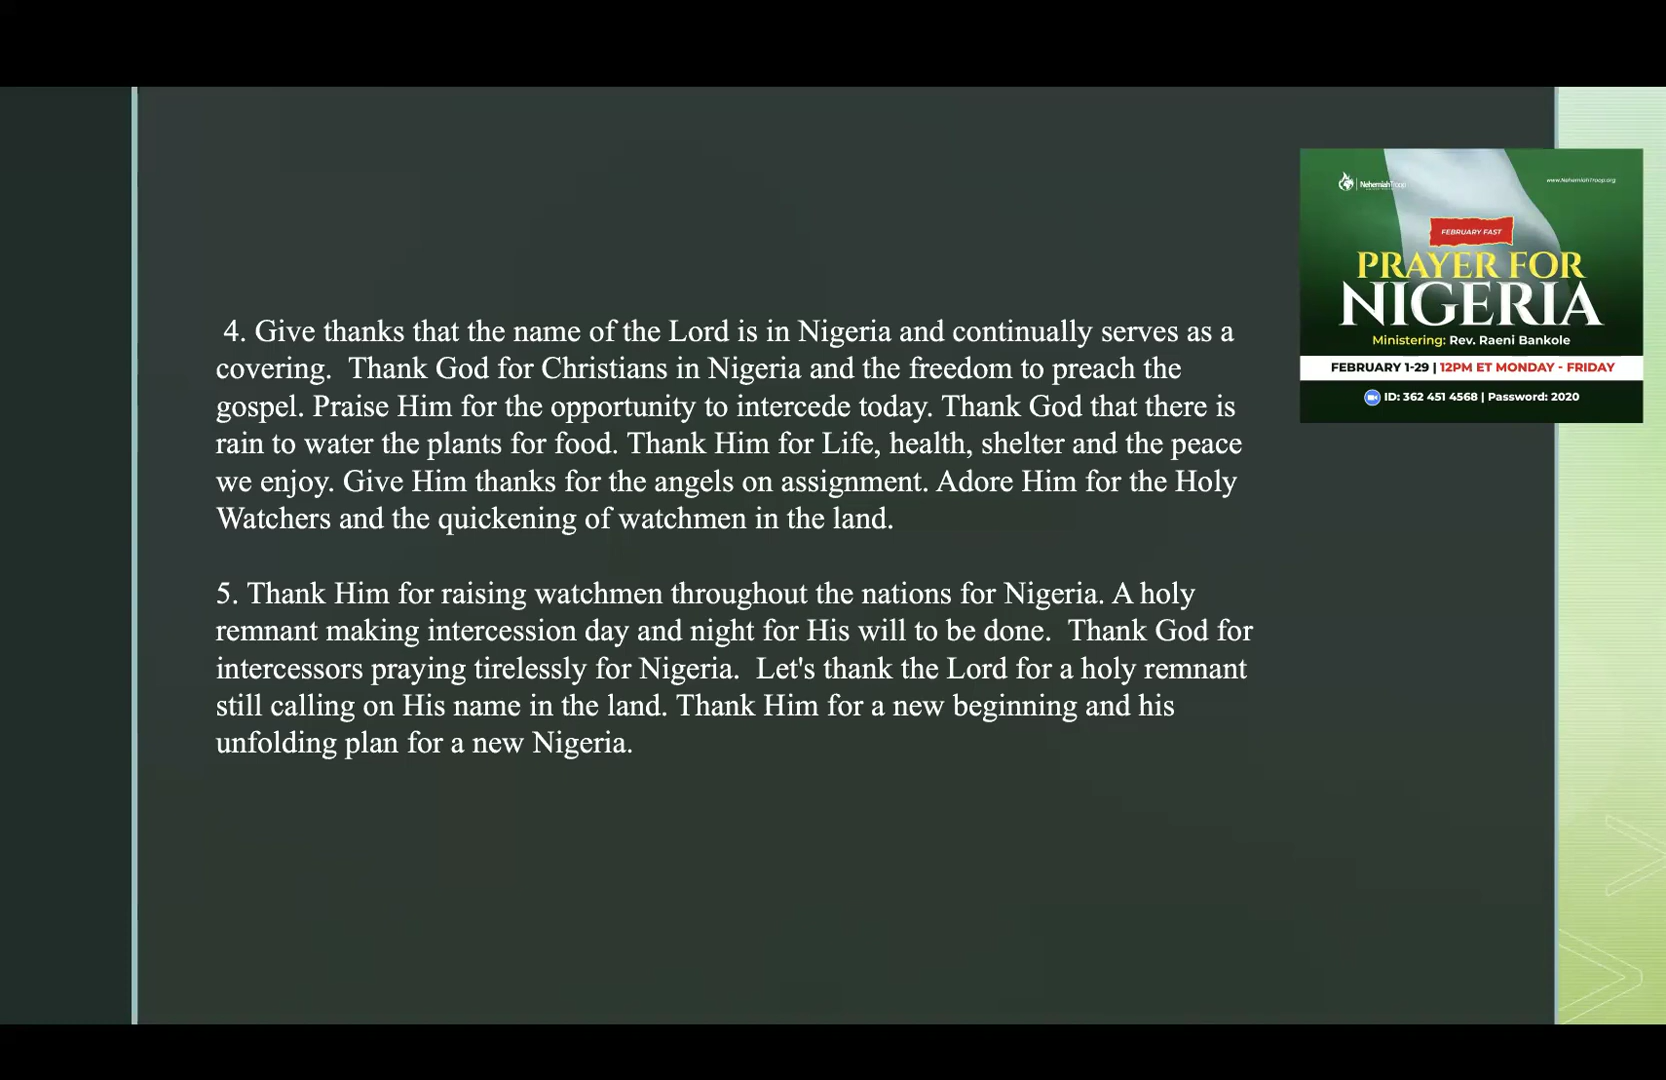 4. Give thanks that the name of the Lord is in Nigeria and continually serves as a
covering.  Thank God for Christians in Nigeria and the freedom to preach the
gospel. Praise Him for the opportunity to intercede today. Thank God that there is
rain to water the plants for food. Thank Him for Life, health, shelter and the peace
we enjoy. Give Him thanks for the angels on assignment. Adore Him for the Holy
Watchers and the quickening of watchmen in the land.
5. Thank Him for raising watchmen throughout the nations for Nigeria. A holy
remnant making intercession day and night for His will to be done.  Thank God for
intercessors praying tirelessly for Nigeria.  Let's thank the Lord for a holy remnant
still calling on His name in the land. Thank Him for a new beginning and his
unfolding plan for a new Nigeria.
NehemiahTroop
www.NehemiahTroop.org
FEBRUARY FAST
PRAYER FOR
NIGERIA
Ministering: Rev. Raeni Bankole
FEBRUARY 1-29 | 12PM ET MONDAY - FRIDAY
ID: 362 451 4568 | Password: 2020